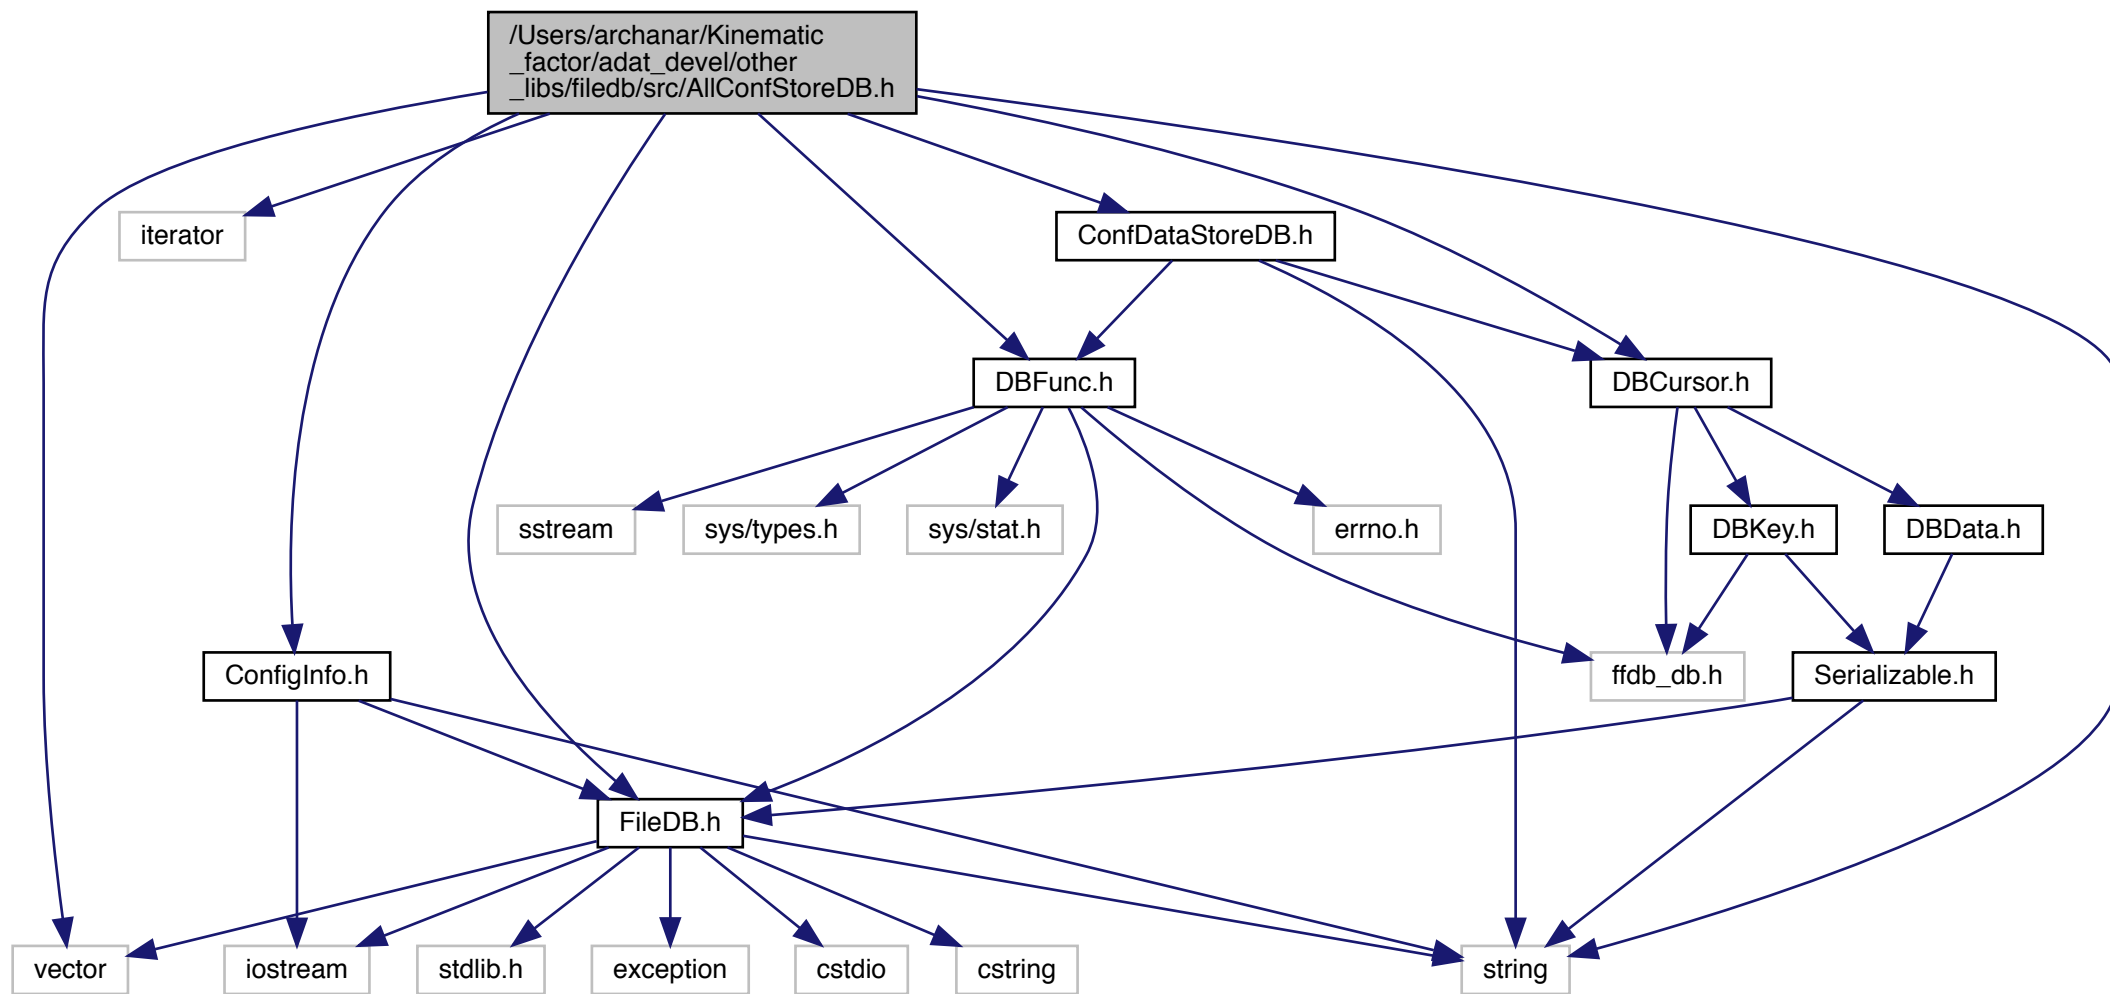 /Users/archanar/Kinematic
_factor/adat_devel/other
_libs/filedb/src/AllConfStoreDB.h
iterator
ConfDataStoreDB.h
DBFunc.h
DBCursor.h
sstream
sys/types.h
sys/stat.h
errno.h
DBKey.h
DBData.h
ConfigInfo.h
ffdb_db.h
Serializable.h
FileDB.h
vector
iostream
stdlib.h
exception
cstdio
cstring
string